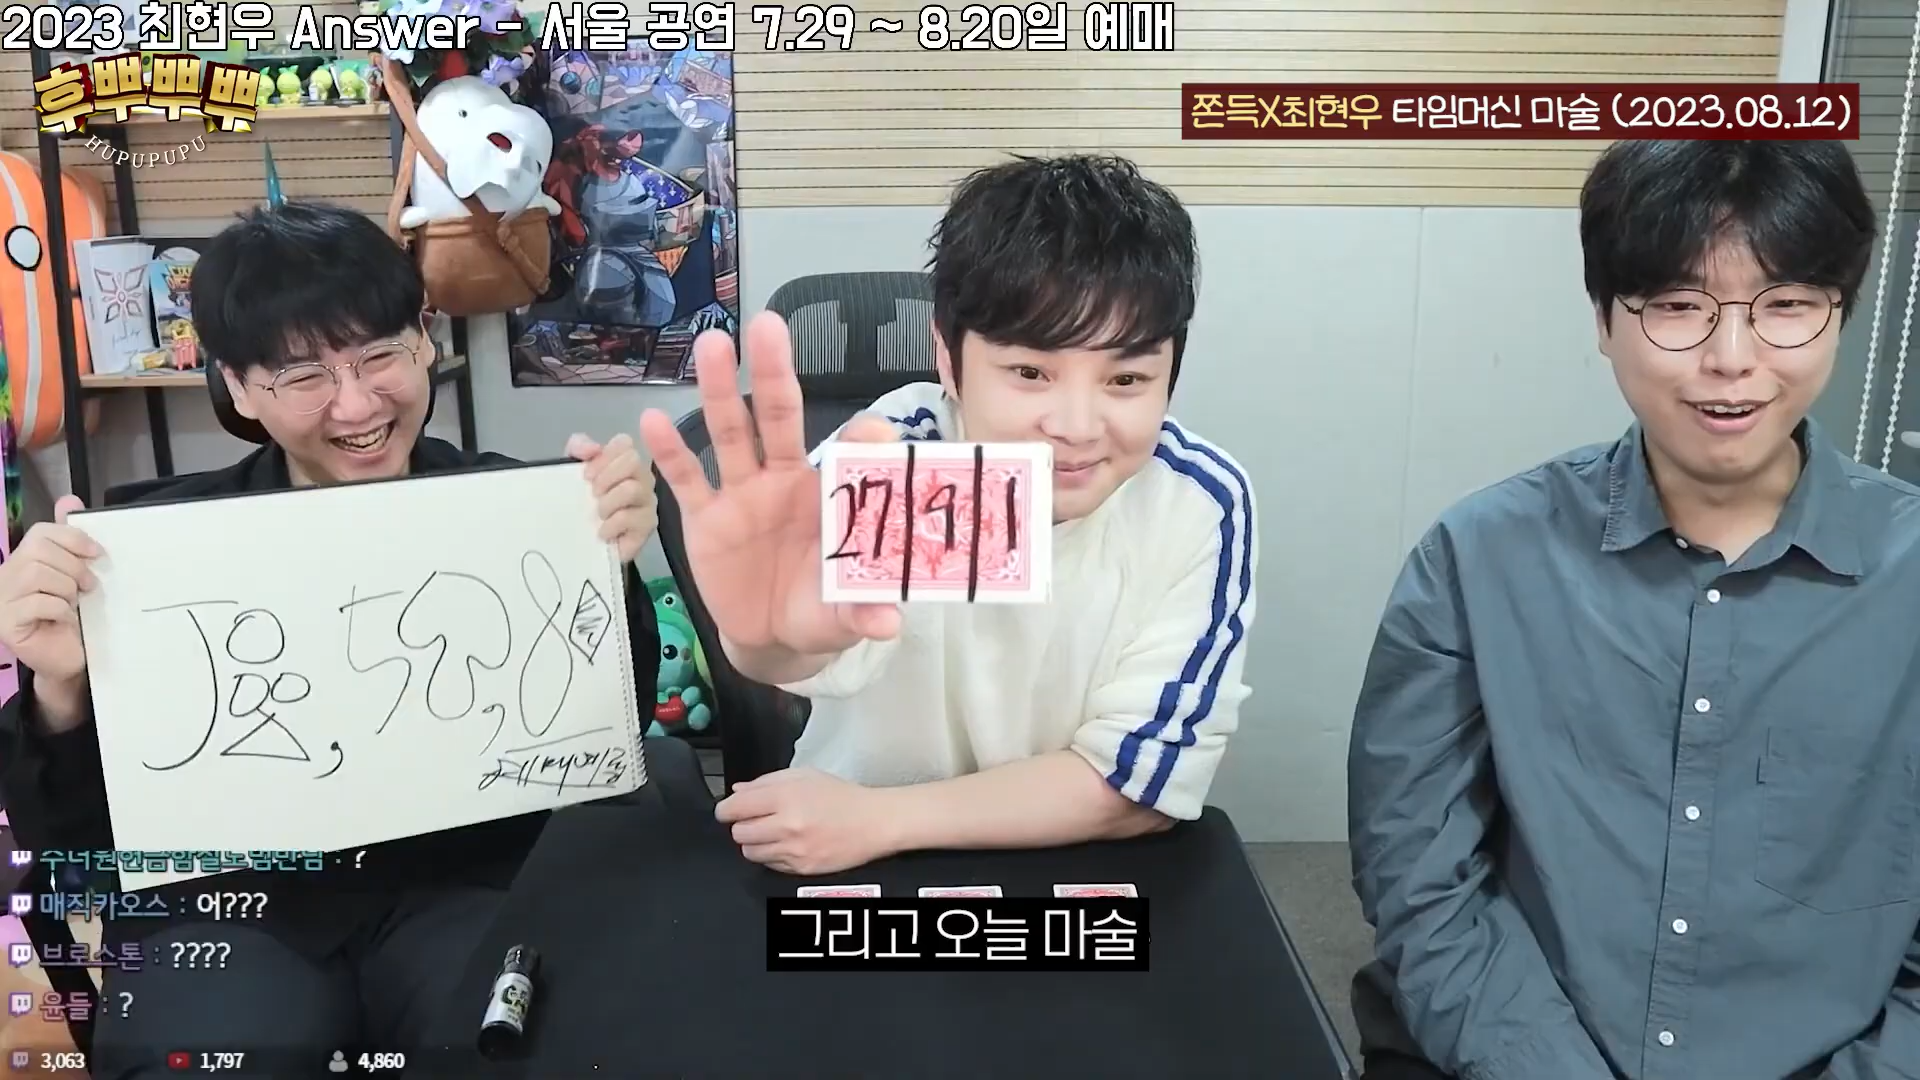 2023 최현우 Answer - 서울 공연 7.29 ~ 8.20일 예매
후뿌뿌뿌
HUPUPUPU
쫀득X최현우 타임머신 마술 (2023.08.12)
27 | 9 | 1
J, 5, 8
: ?
매직카오스 : 어???
브로스톤 : ????
윤들 : ?
그리고 오늘 마술
3,063 1,797 4,860